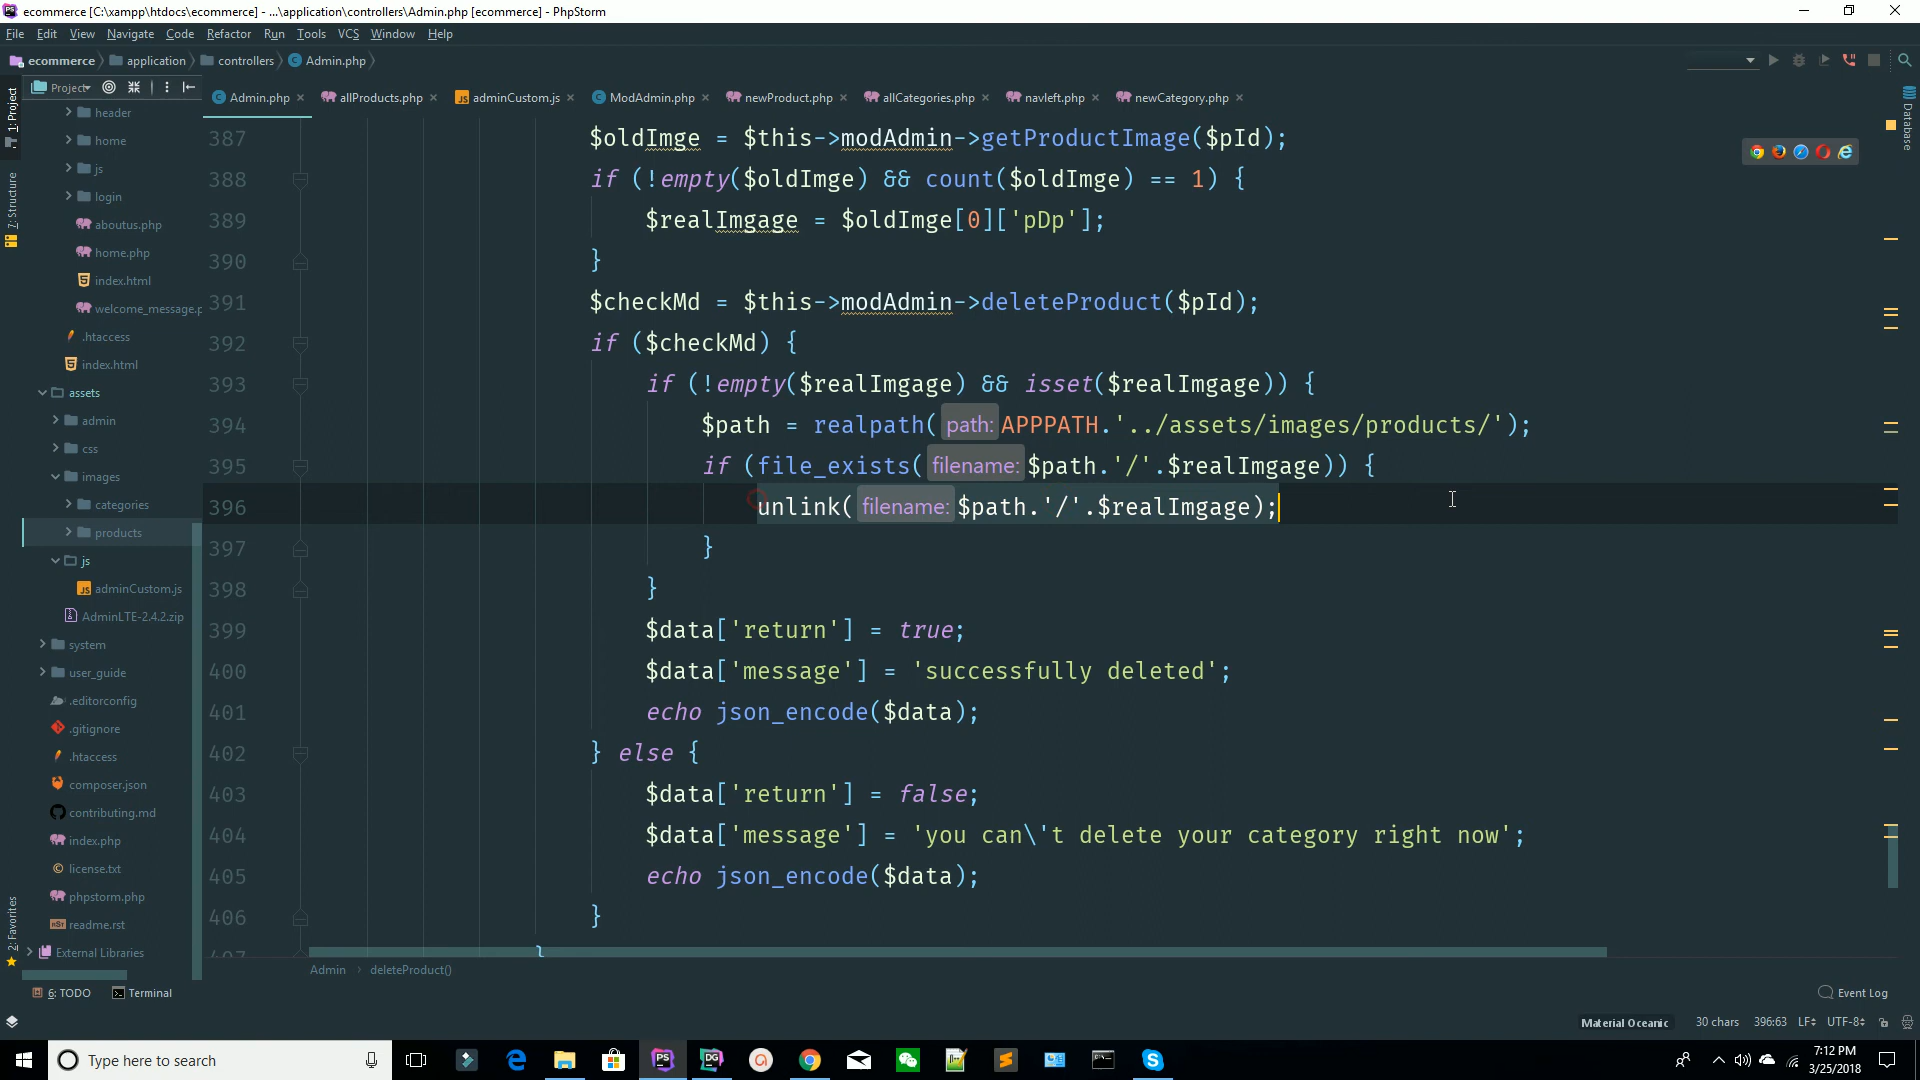 ecommerce [C:\xampp\htdocs\ecommerce] - ...\application\controllers\Admin.php [ecommerce] - PhpStorm
File Edit View Navigate Code Refactor Run Tools VCS Window Help
ecommerce application controllers Admin.php
Project
Admin.php allProducts.php adminCustom.js ModAdmin.php newProduct.php allCategories.php navleft.php newCategory.php
1: Project
7: Structure
2: Favorites
Database
header
home
js
login
aboutus.php
home.php
index.html
welcome_message.p
.htaccess
index.html
assets
admin
css
images
categories
products
js
adminCustom.js
AdminLTE-2.4.2.zip
system
user_guide
.editorconfig
.gitignore
.htaccess
composer.json
contributing.md
index.php
license.txt
phpstorm.php
readme.rst
External Libraries
387 $oldImge = $this->modAdmin->getProductImage($pId);
388 if (!empty($oldImge) && count($oldImge) == 1) {
389 $realImgage = $oldImge[0]['pDp'];
390 }
391 $checkMd = $this->modAdmin->deleteProduct($pId);
392 if ($checkMd) {
393 if (!empty($realImgage) && isset($realImgage)) {
394 $path = realpath( path: APPPATH.'../assets/images/products/');
395 if (file_exists( filename: $path.'/'.$realImgage)) {
396 unlink( filename: $path.'/'.$realImgage);
397 }
398 }
399 $data['return'] = true;
400 $data['message'] = 'successfully deleted';
401 echo json_encode($data);
402 } else {
403 $data['return'] = false;
404 $data['message'] = 'you can\'t delete your category right now';
405 echo json_encode($data);
406 }
407 }
Admin deleteProduct()
6: TODO Terminal Event Log
Material Oceanic 30 chars 396:63 LF UTF-8
Type here to search
7:12 PM
3/25/2018